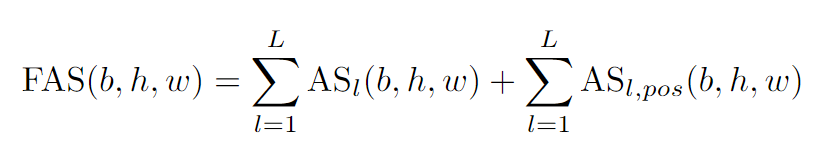 FAS(b, h, w) = \sum_{l=1}^{L} AS_l(b, h, w) + \sum_{l=1}^{L} AS_{l,pos}(b, h, w)